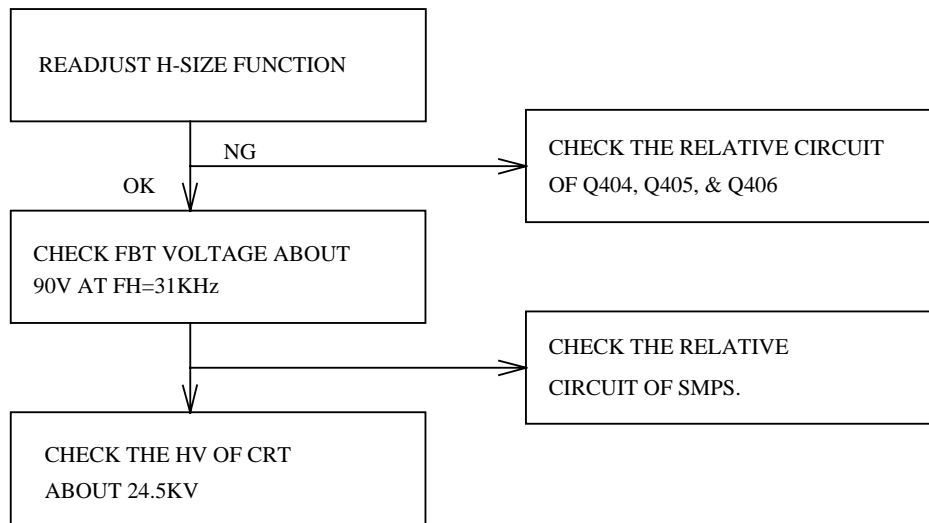 READJUST H-SIZE FUNCTION
NG
OK
CHECK THE RELATIVE CIRCUIT
OF Q404, Q405, & Q406
CHECK FBT VOLTAGE ABOUT
90V AT FH=31KHz
CHECK THE RELATIVE
CIRCUIT OF SMPS.
CHECK THE HV OF CRT
ABOUT 24.5KV